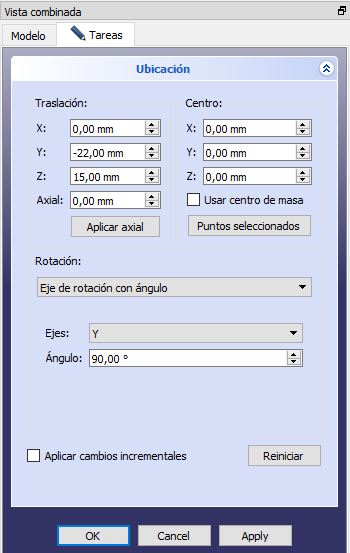 Vista combinada
Modelo Tareas
Ubicación
Traslación: Centro:
X: 0,00 mm X: 0,00 mm
Y: -22,00 mm Y: 0,00 mm
Z: 15,00 mm Z: 0,00 mm
Axial: 0,00 mm Usar centro de masa
Aplicar axial Puntos seleccionados
Rotación:
Eje de rotación con ángulo
Ejes: Y
Ángulo: 90,00 º
Aplicar cambios incrementales Reiniciar
OK Cancel Apply